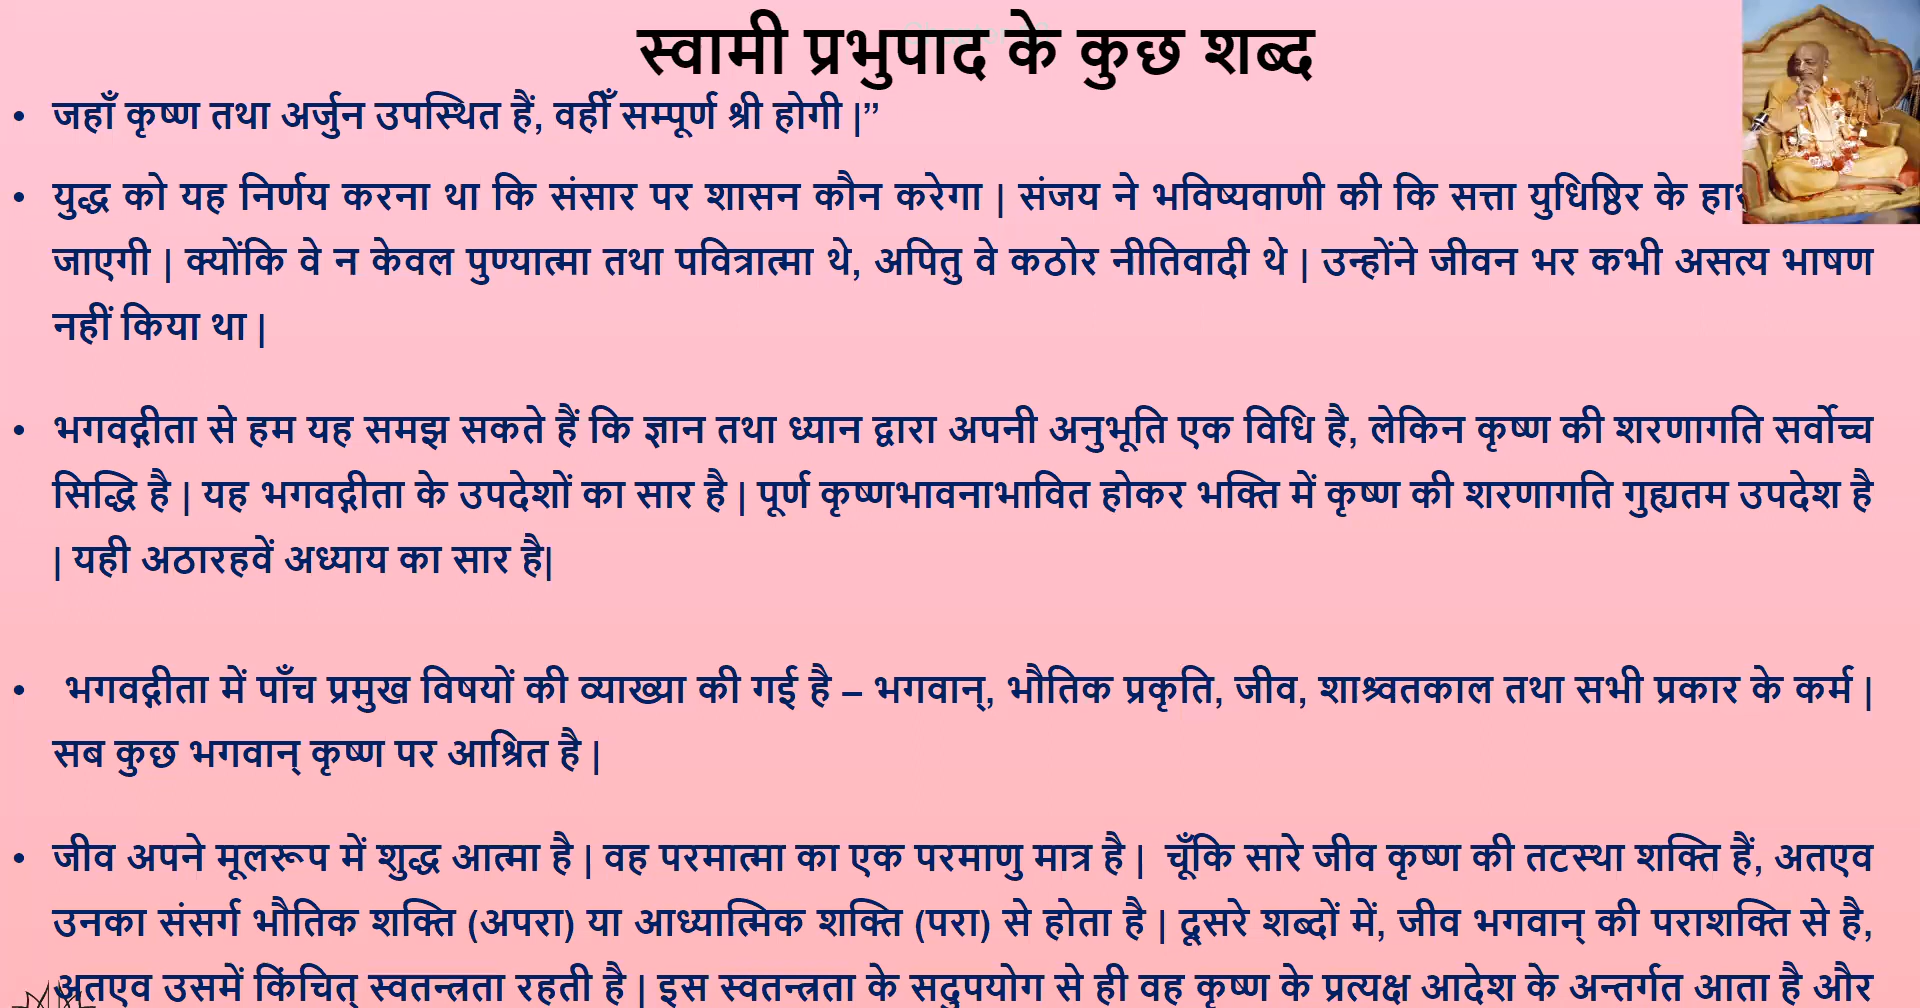 स्वामी प्रभुपाद के कुछ शब्द
• जहाँ कृष्ण तथा अर्जुन उपस्थित हैं, वहीँ सम्पूर्ण श्री होगी |”
• युद्ध को यह निर्णय करना था कि संसार पर शासन कौन करेगा | संजय ने भविष्यवाणी की कि सत्ता युधिष्ठिर के
जाएगी | क्योंकि वे न केवल पुण्यात्मा तथा पवित्रात्मा थे, अपितु वे कठोर नीतिवादी थे | उन्होंने जीवन भर कभी असत्य भाषण
नहीं किया था |
• भगवद्गीता से हम यह समझ सकते हैं कि ज्ञान तथा ध्यान द्वारा अपनी अनुभूति एक विधि है, लेकिन कृष्ण की शरणागति सर्वोच्च
सिद्धि है | यह भगवद्गीता के उपदेशों का सार है | पूर्ण कृष्णभावनाभावित होकर भक्ति में कृष्ण की शरणागति गुह्यतम उपदेश है
| यही अठारहवें अध्याय का सार है|
• भगवद्गीता में पाँच प्रमुख विषयों की व्याख्या की गई है – भगवान्, भौतिक प्रकृति, जीव, शाश्र्वतकाल तथा सभी प्रकार के कर्म |
सब कुछ भगवान् कृष्ण पर आश्रित है |
• जीव अपने मूलरूप में शुद्ध आत्मा है | वह परमात्मा का एक परमाणु मात्र है | चूँकि सारे जीव कृष्ण की तटस्था शक्ति हैं, अतएव
उनका संसर्ग भौतिक शक्ति (अपरा) या आध्यात्मिक शक्ति (परा) से होता है | दूसरे शब्दों में, जीव भगवान् की पराशक्ति से है,
अतएव उसमें किंचित् स्वतन्त्रता रहती है | इस स्वतन्त्रता के सदुपयोग से ही वह कृष्ण के प्रत्यक्ष आदेश के अन्तर्गत आता है और